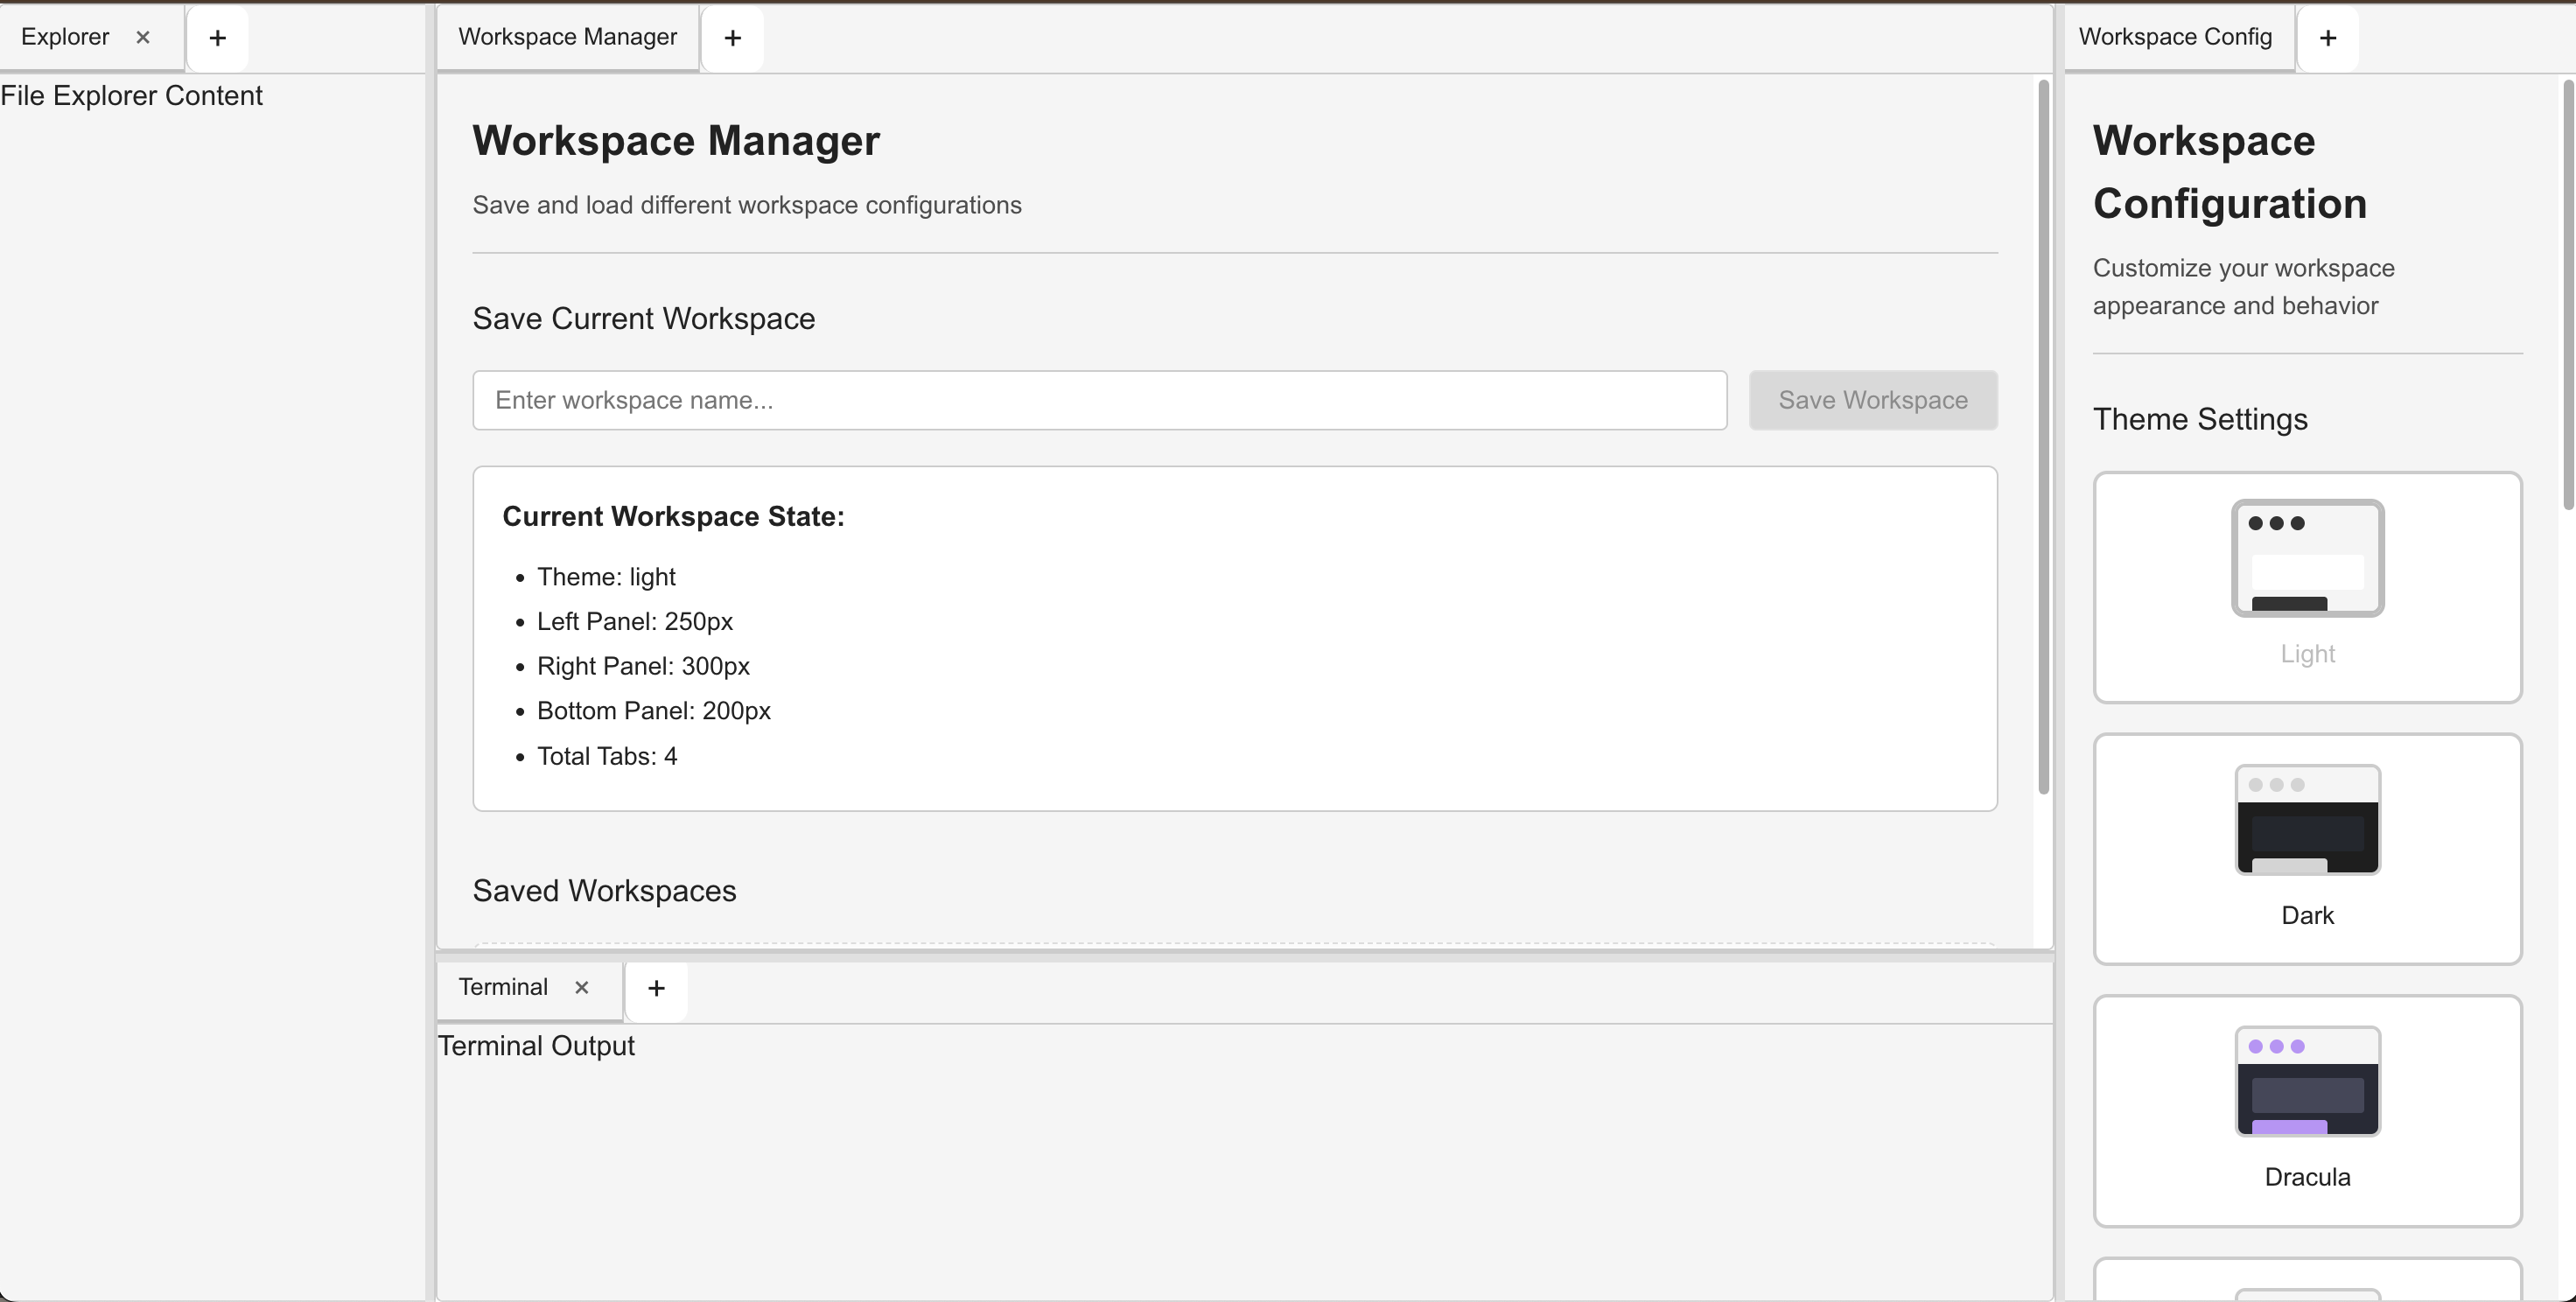 Explorer ×
+
File Explorer Content
Workspace Manager
+
Workspace Manager
Save and load different workspace configurations
Save Current Workspace
Enter workspace name...
Save Workspace
Current Workspace State:
• Theme: light
• Left Panel: 250px
• Right Panel: 300px
• Bottom Panel: 200px
• Total Tabs: 4
Saved Workspaces
Terminal ×
+
Terminal Output
Workspace Config
+
Workspace
Configuration
Customize your workspace
appearance and behavior
Theme Settings
Light
Dark
Dracula